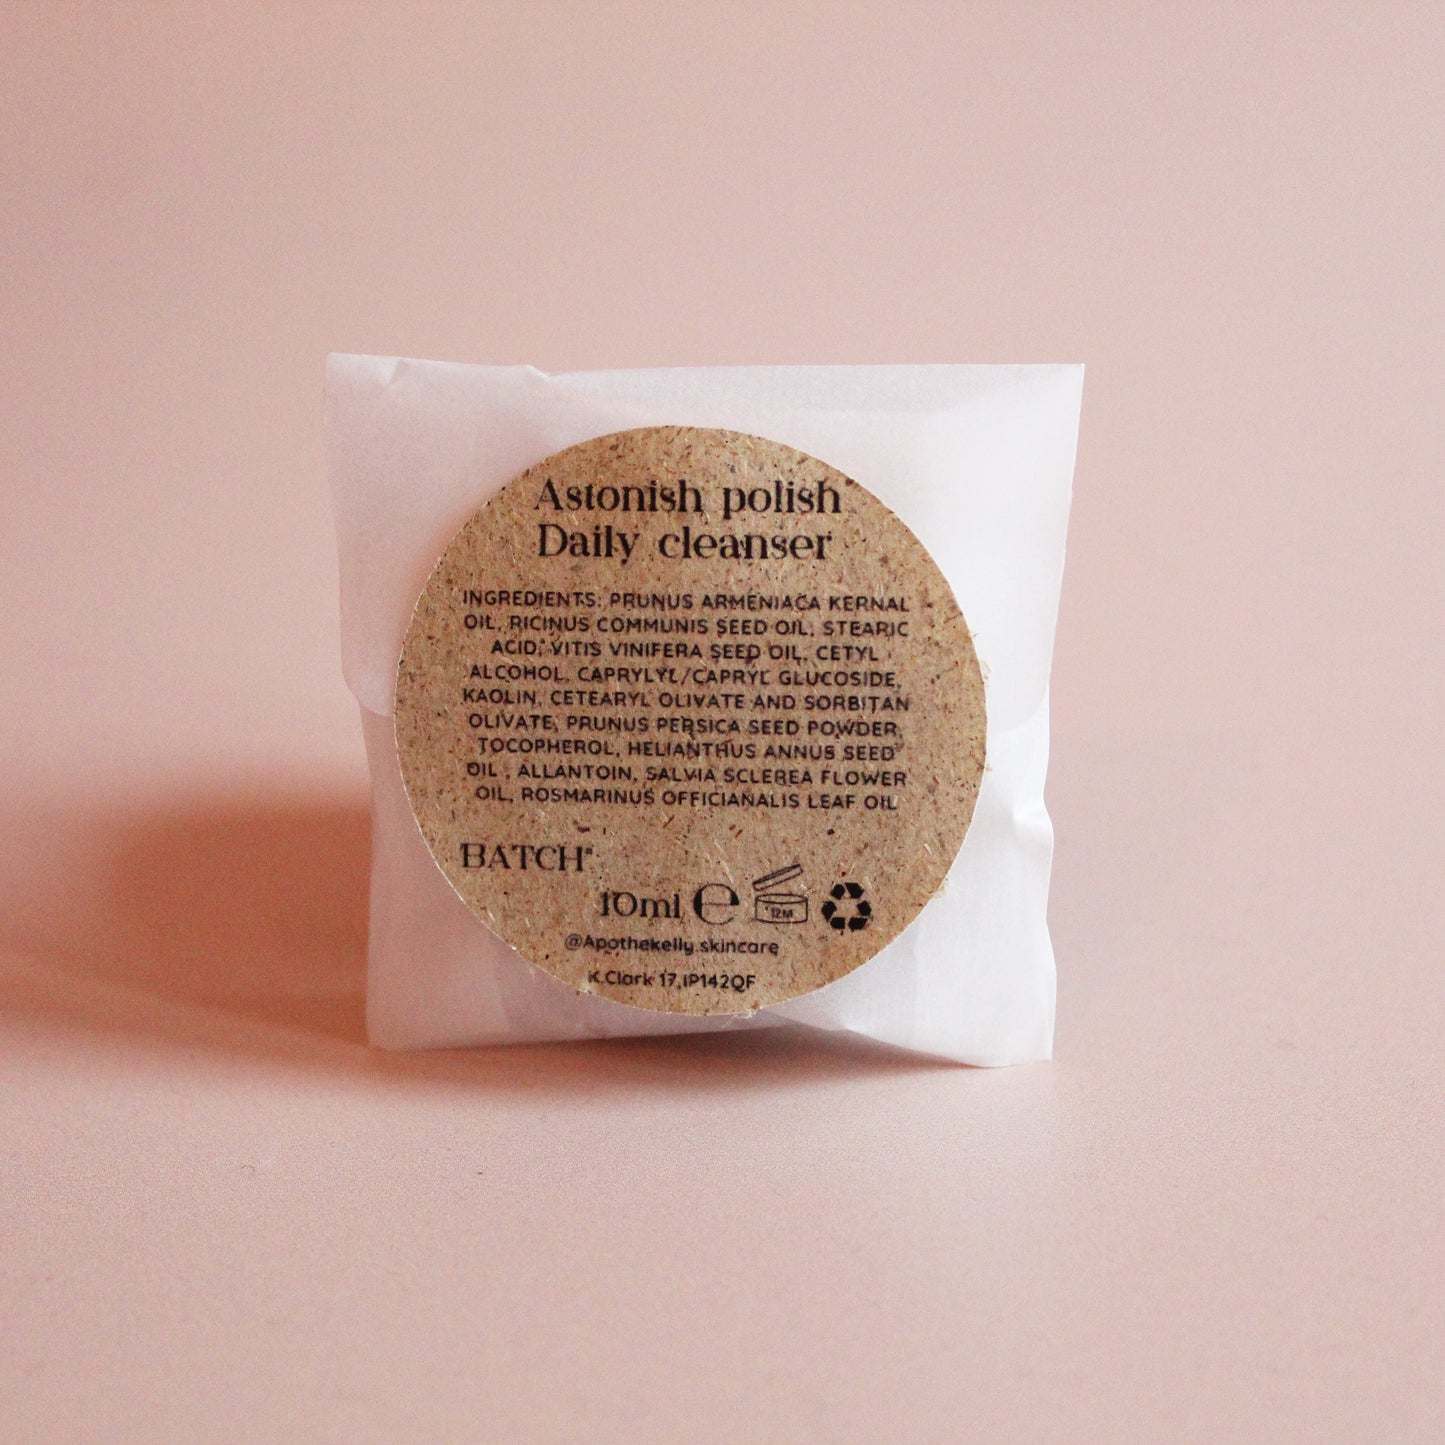 Astonish polish
Daily cleanser
INGREDIENTS: PRUNUS ARMENIACA KERNAL
OIL, RICINUS COMMUNIS SEED OIL, STEARIC
ACID, VITIS VINIFERA SEED OIL, CETYL
ALCOHOL, CAPRYLYL/CAPRYL GLUCOSIDE,
KAOLIN, CETEARYL OLIVATE AND SORBITAN
OLIVATE, PRUNUS PERSICA SEED POWDER,
TOCOPHEROL, HELIANTHUS ANNUS SEED
OIL , ALLANTOIN, SALVIA SCLEREA FLOWER
OIL, ROSMARINUS OFFICIANALIS LEAF OIL
BATCH"
10ml e 12M
@Apothekelly.skincare
K.Clark 17,IP142QF